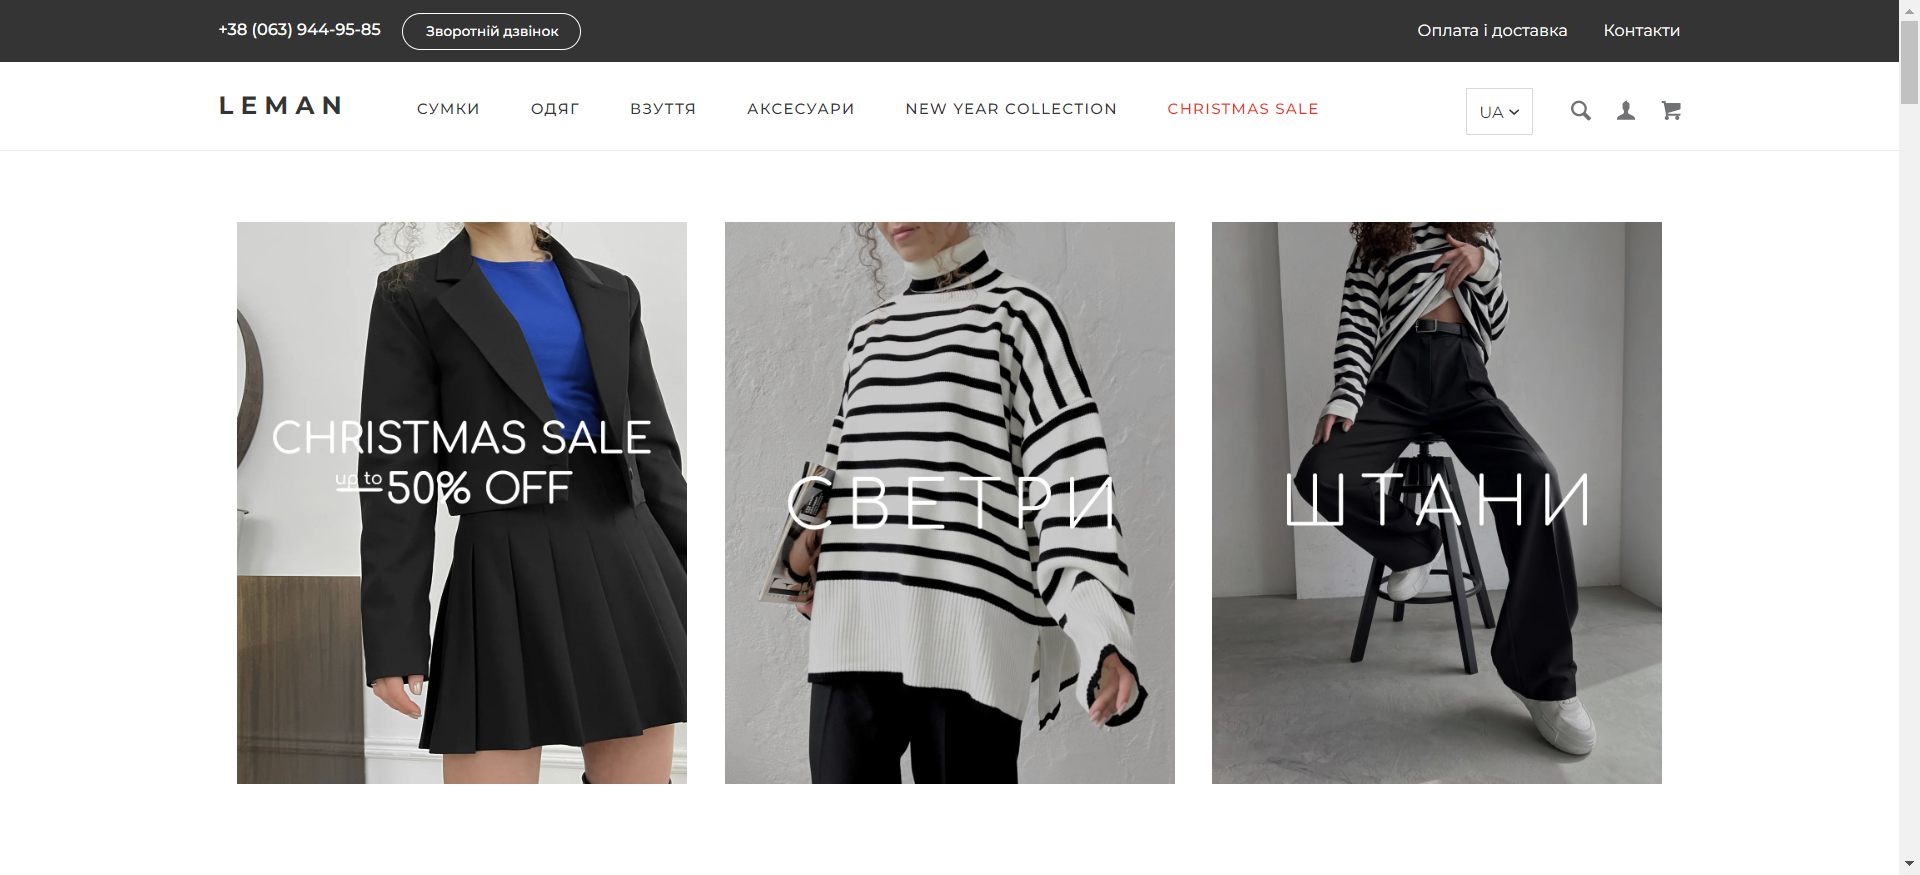 +38 (063) 944-95-85 Зворотній дзвінок Оплата і доставка Контакти
LEMAN СУМКИ ОДЯГ ВЗУТТЯ АКСЕСУАРИ NEW YEAR COLLECTION CHRISTMAS SALE UA
CHRISTMAS SALE
up to 50% OFF
СВЕТРИ
ШТАНИ